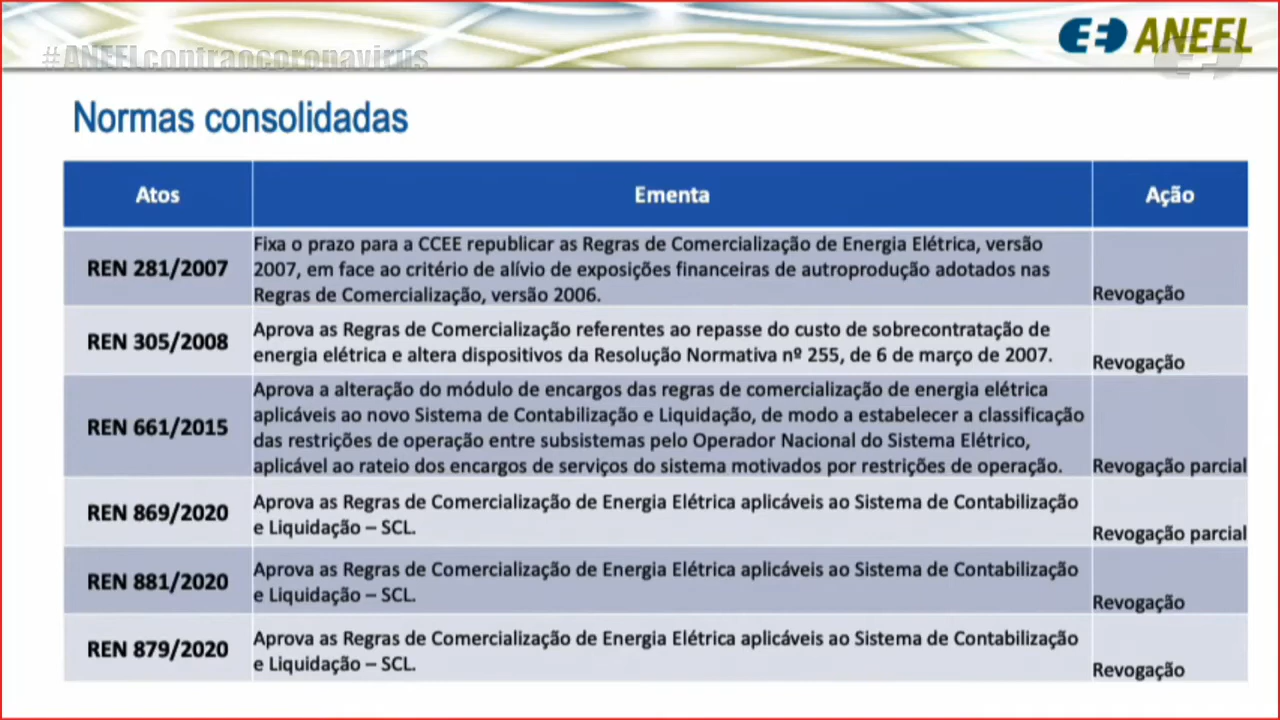 #ANEELcontraocoronavirus
ANEEL
Normas consolidadas
Atos
Ementa
Ação
REN 281/2007
Fixa o prazo para a CCEE republicar as Regras de Comercialização de Energia Elétrica, versão
2007, em face ao critério de alívio de exposições financeiras de autroprodução adotados nas
Regras de Comercialização, versão 2006.
Revogação
REN 305/2008
Aprova as Regras de Comercialização referentes ao repasse do custo de sobrecontratação de
energia elétrica e altera dispositivos da Resolução Normativa nº 255, de 6 de março de 2007.
Revogação
REN 661/2015
Aprova a alteração do módulo de encargos das regras de comercialização de energia elétrica
aplicáveis ao novo Sistema de Contabilização e Liquidação, de modo a estabelecer a classificação
das restrições de operação entre subsistemas pelo Operador Nacional do Sistema Elétrico,
aplicável ao rateio dos encargos de serviços do sistema motivados por restrições de operação.
Revogação parcial
REN 869/2020
Aprova as Regras de Comercialização de Energia Elétrica aplicáveis ao Sistema de Contabilização
e Liquidação – SCL.
Revogação parcial
REN 881/2020
Aprova as Regras de Comercialização de Energia Elétrica aplicáveis ao Sistema de Contabilização
e Liquidação – SCL.
Revogação
REN 879/2020
Aprova as Regras de Comercialização de Energia Elétrica aplicáveis ao Sistema de Contabilização
e Liquidação – SCL.
Revogação